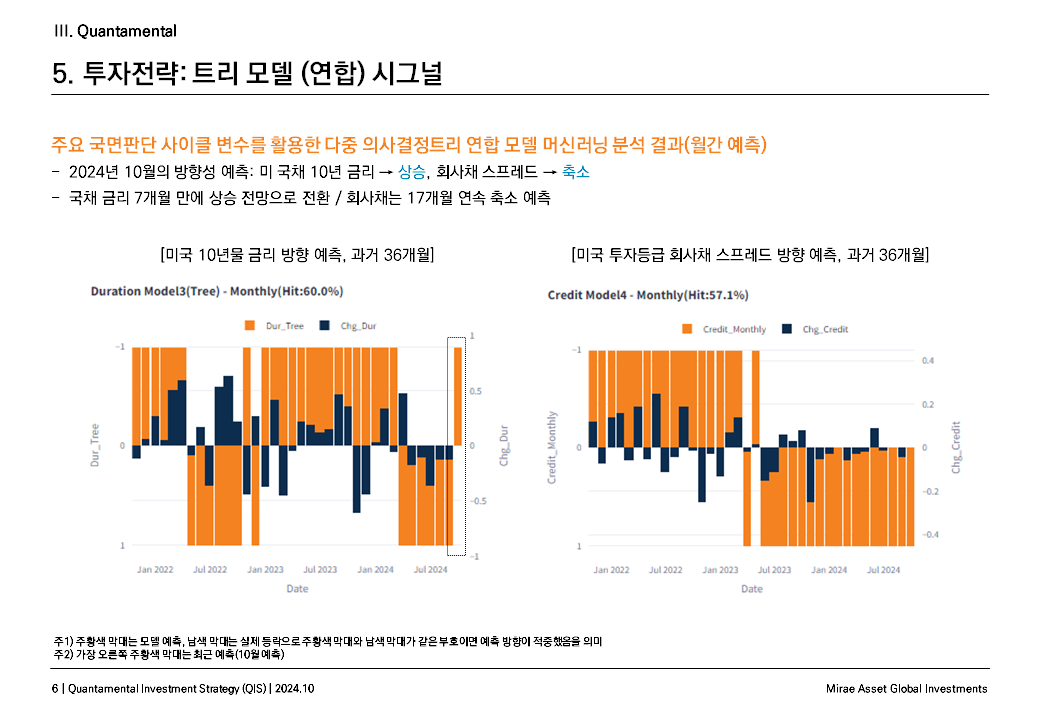 III. Quantamental
5. 투자전략: 트리 모델 (연합) 시그널
주요 국면판단 사이클 변수를 활용한 다중 의사결정트리 연합 모델 머신러닝 분석 결과(월간 예측)
– 2024년 10월의 방향성 예측: 미 국채 10년 금리 → 상승, 회사채 스프레드 → 축소
– 국채 금리 7개월 만에 상승 전망으로 전환 / 회사채는 17개월 연속 축소 예측
[미국 10년물 금리 방향 예측, 과거 36개월]
Duration Model3(Tree) - Monthly(Hit:60.0%)
Dur_Tree Chg_Dur
−1
0
1
Dur_Tree
1
0.5
0
−0.5
−1
Chg_Dur
Jan 2022 Jul 2022 Jan 2023 Jul 2023 Jan 2024 Jul 2024
Date
[미국 투자등급 회사채 스프레드 방향 예측, 과거 36개월]
Credit Model4 - Monthly(Hit:57.1%)
Credit_Monthly Chg_Credit
−1
0
1
Credit_Monthly
0.4
0.2
0
−0.2
−0.4
Chg_Credit
Jan 2022 Jul 2022 Jan 2023 Jul 2023 Jan 2024 Jul 2024
Date
주1) 주황색 막대는 모델 예측, 남색 막대는 실제 등락으로 주황색 막대와 남색 막대가 같은 부호이면 예측 방향이 적중했음을 의미
주2) 가장 오른쪽 주황색 막대는 최근 예측(10월 예측)
6 | Quantamental Investment Strategy (QIS) | 2024.10
Mirae Asset Global Investments